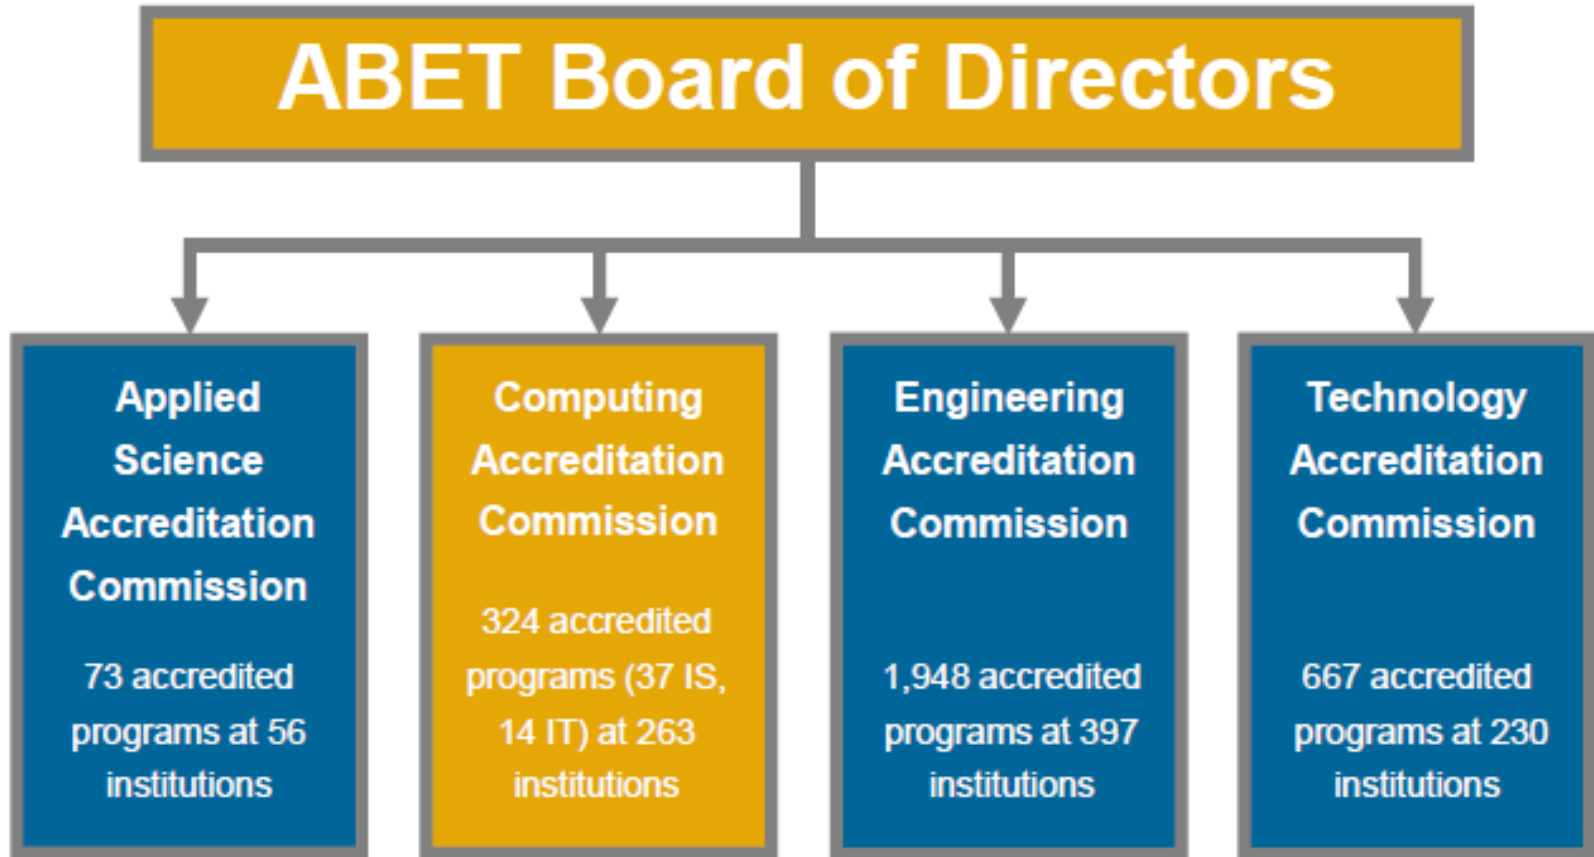 ABET Board of Directors
Applied
Science
Accreditation
Commission
73 accredited
programs at 56
institutions
Computing
Accreditation
Commission
324 accredited
programs (37 IS,
14 IT) at 263
institutions
Engineering
Accreditation
Commission
1,948 accredited
programs at 397
institutions
Technology
Accreditation
Commission
667 accredited
programs at 230
institutions